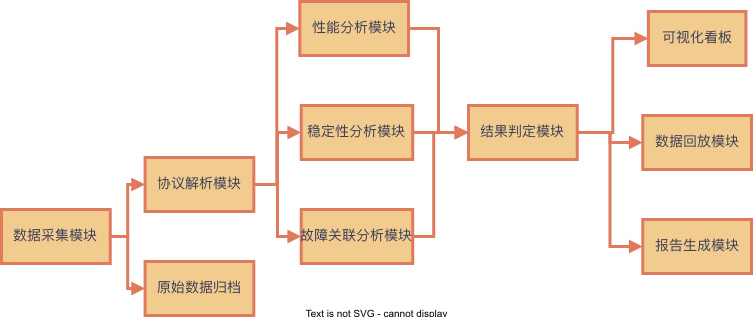 性能分析模块
可视化看板
稳定性分析模块
结果判定模块
数据回放模块
协议解析模块
数据采集模块
故障关联分析模块
报告生成模块
原始数据归档
Text is not SVG - cannot display